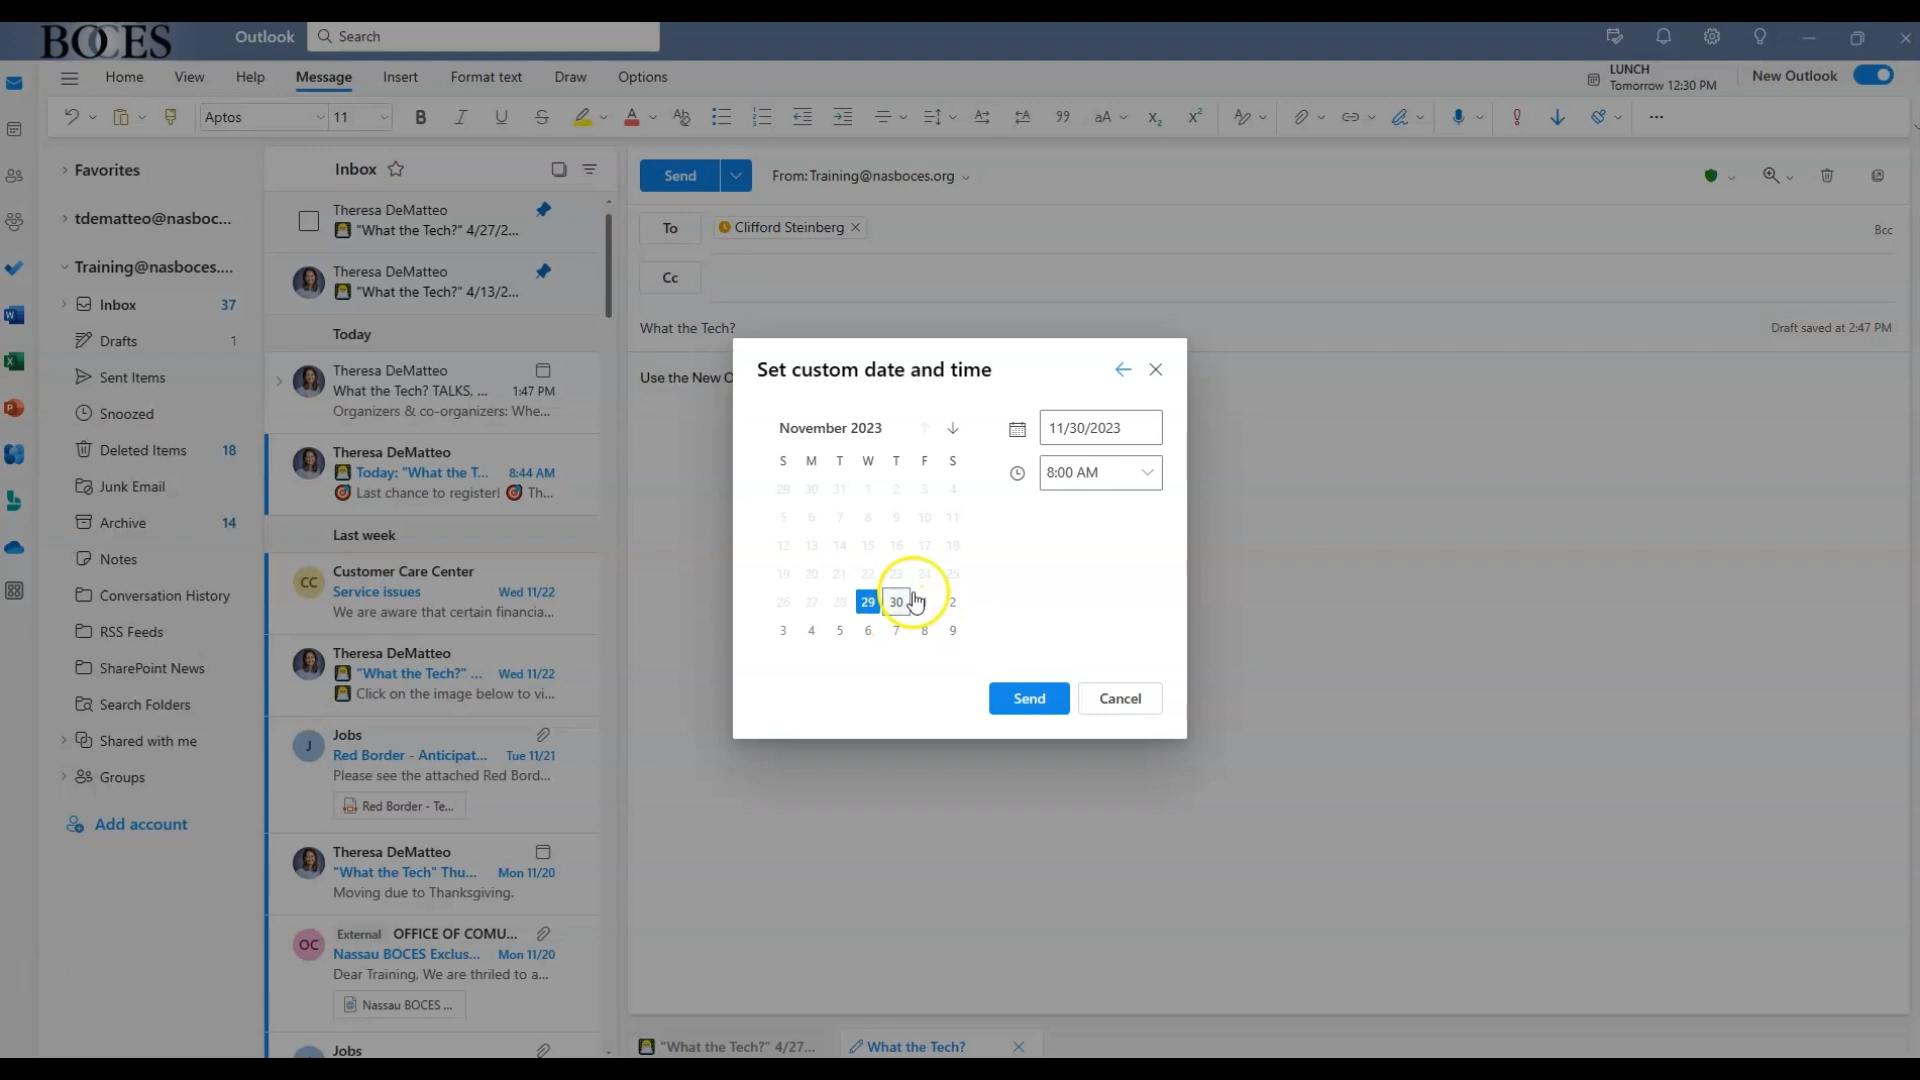 BOCES
Outlook
Search
Home View Help Message Insert Format text Draw Options
LUNCH
Tomorrow 12:30 PM
New Outlook
Aptos 11
Favorites
tdematteo@nasboc...
Training@nasboces....
Inbox 37
Drafts 1
Sent Items
Snoozed
Deleted Items 18
Junk Email
Archive 14
Notes
Conversation History
RSS Feeds
SharePoint News
Search Folders
Shared with me
Groups
Add account
Inbox
Theresa DeMatteo
"What the Tech?" 4/27/2...
Theresa DeMatteo
"What the Tech?" 4/13/2...
Today
Theresa DeMatteo
What the Tech? TALKS, ... 1:47 PM
Organizers & co-organizers: Whe...
Theresa DeMatteo
Today: "What the T... 8:44 AM
Last chance to register! Th...
Last week
CC
Customer Care Center
Service issues Wed 11/22
We are aware that certain financia...
Theresa DeMatteo
"What the Tech?" ... Wed 11/22
Click on the image below to vi...
J
Jobs
Red Border - Anticipat... Tue 11/21
Please see the attached Red Bord...
Red Border - Te...
Theresa DeMatteo
"What the Tech" Thu... Mon 11/20
Moving due to Thanksgiving.
OC
External OFFICE OF COMU...
Nassau BOCES Exclus... Mon 11/20
Dear Training, We are thriled to a...
Nassau BOCES ...
Jobs
Send
From: Training@nasboces.org
To
Clifford Steinberg
Bcc
Cc
What the Tech?
Draft saved at 2:47 PM
Use the New O
Set custom date and time
November 2023
S M T W T F S
29 30 31 1 2 3 4
5 6 7 8 9 10 11
12 13 14 15 16 17 18
19 20 21 22 23 24 25
26 27 28 29 30 2
3 4 5 6 7 8 9
11/30/2023
8:00 AM
Send
Cancel
"What the Tech?" 4/27...
What the Tech?